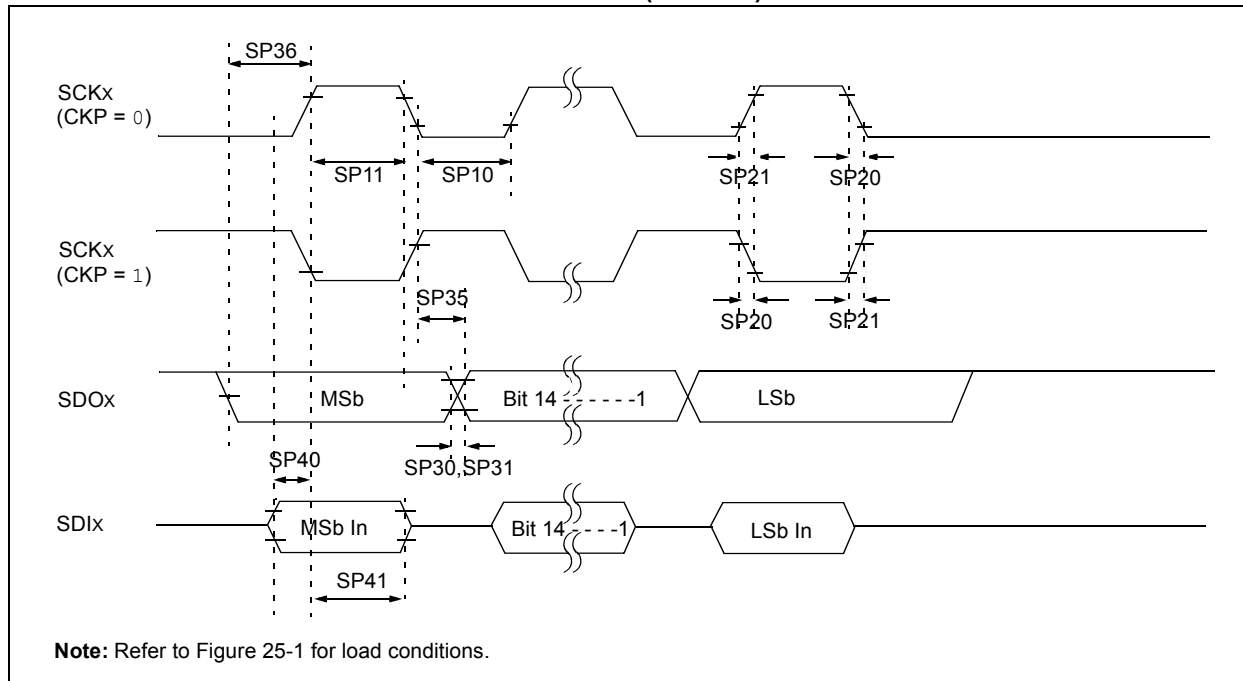 SP36
SCKx
(CKP = 0)
SP11
SP10
SP21
SP20
SCKx
(CKP = 1)
SP35
SP20
SP21
SDOx
MSb
Bit 14 - - - - - -1
LSb
SP40
SP30,SP31
SDIx
MSb In
Bit 14 - - - -1
LSb In
SP41
Note: Refer to Figure 25-1 for load conditions.